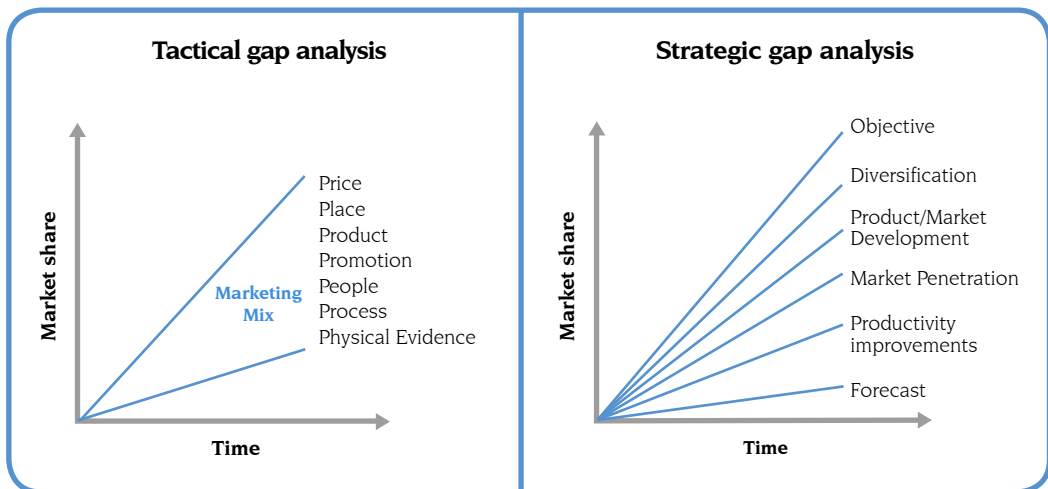 Tactical gap analysis
Market share
Price
Place
Product
Promotion
People
Process
Physical Evidence
Marketing
Mix
Time
Strategic gap analysis
Market share
Objective
Diversification
Product/Market
Development
Market Penetration
Productivity
improvements
Forecast
Time